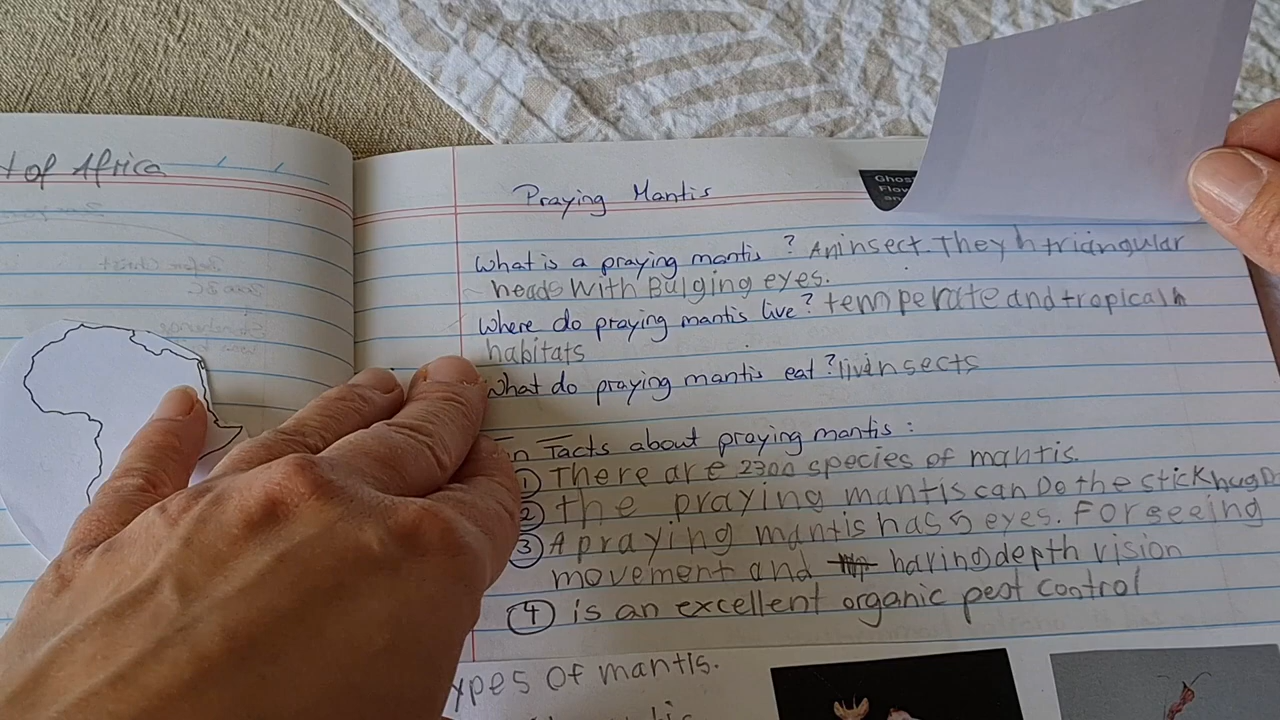 t of Africa
Praying Mantis
Ghos
Flow
What is a praying mantis ? An insect. They h triangular
heads with Bulging eyes.
Where do praying mantis live? temperate and tropical h
habitats
What do praying mantis eat? livinsects
n Facts about praying mantis :
① There are 2300 species of mantis.
② the praying mantis can Do the stick hug D
③ A praying mantis has 5 eyes. For seeing
movement and having depth vision
④ is an excellent organic pest control
ypes of mantis.